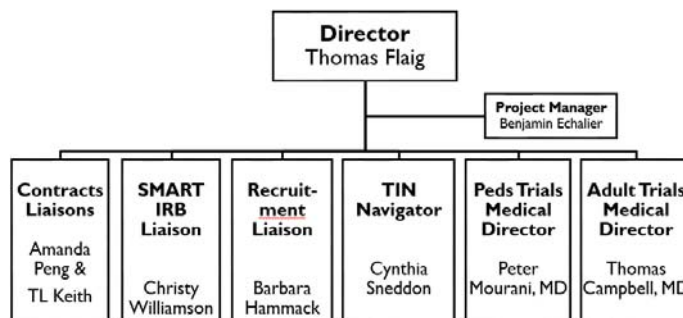 Director
Thomas Flaig
Project Manager
Benjamin Echalier
Contracts
Liaisons
Amanda
Peng &
TL Keith
SMART
IRB
Liaison
Christy
Williamson
Recruit-
ment
Liaison
Barbara
Hammack
TIN
Navigator
Cynthia
Sneddon
Peds Trials
Medical
Director
Peter
Mourani, MD
Adult Trials
Medical
Director
Thomas
Campbell, MD